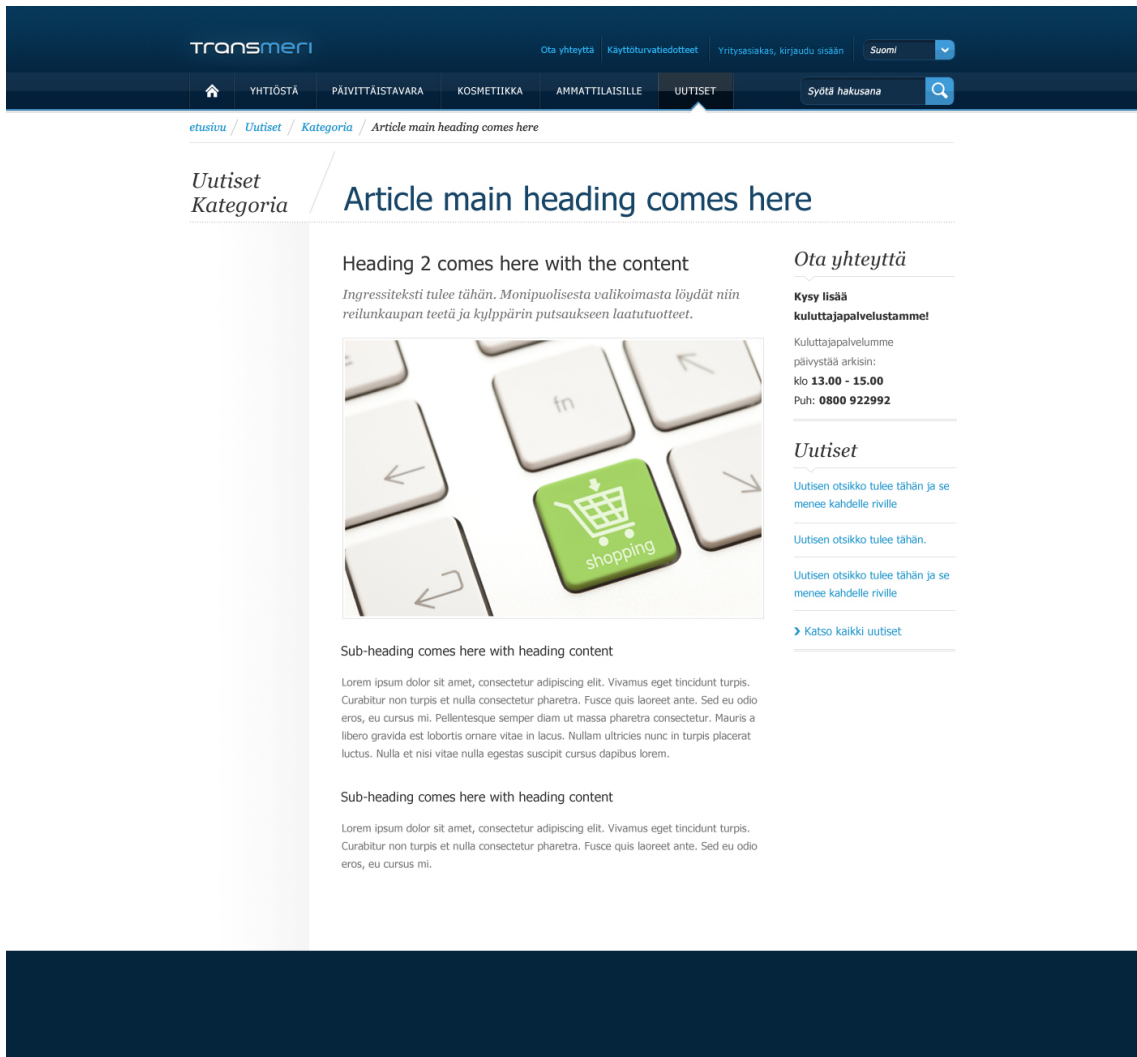 Transmeri
Ota yhteyttä Käyttöturvatiedotteet Yritysasiakas, kirjaudu sisään Suomi
YHTIÖSTÄ PÄIVITTÄISTAVARA KOSMETIIKKA AMMATTILAISILLE UUTISET Syötä hakusana
etusivu / Uutiset / Kategoria / Article main heading comes here
Uutiset
Kategoria
Article main heading comes here
Heading 2 comes here with the content
Ingressiteksti tulee tähän. Monipuolisesta valikoimasta löydät niin
reilunkaupan teetä ja kylppärin putsaukseen laatutuotteet.
fn
shopping
Sub-heading comes here with heading content
Lorem ipsum dolor sit amet, consectetur adipiscing elit. Vivamus eget tincidunt turpis.
Curabitur non turpis et nulla consectetur pharetra. Fusce quis laoreet ante. Sed eu odio
eros, eu cursus mi. Pellentesque semper diam ut massa pharetra consectetur. Mauris a
libero gravida est lobortis ornare vitae in lacus. Nullam ultricies nunc in turpis placerat
luctus. Nulla et nisi vitae nulla egestas suscipit cursus dapibus lorem.
Sub-heading comes here with heading content
Lorem ipsum dolor sit amet, consectetur adipiscing elit. Vivamus eget tincidunt turpis.
Curabitur non turpis et nulla consectetur pharetra. Fusce quis laoreet ante. Sed eu odio
eros, eu cursus mi.
Ota yhteyttä
Kysy lisää
kuluttajapalvelustamme!
Kuluttajapalvelumme
päivystää arkisin:
klo 13.00 - 15.00
Puh: 0800 922992
Uutiset
Uutisen otsikko tulee tähän ja se
menee kahdelle riville
Uutisen otsikko tulee tähän.
Uutisen otsikko tulee tähän ja se
menee kahdelle riville
Katso kaikki uutiset